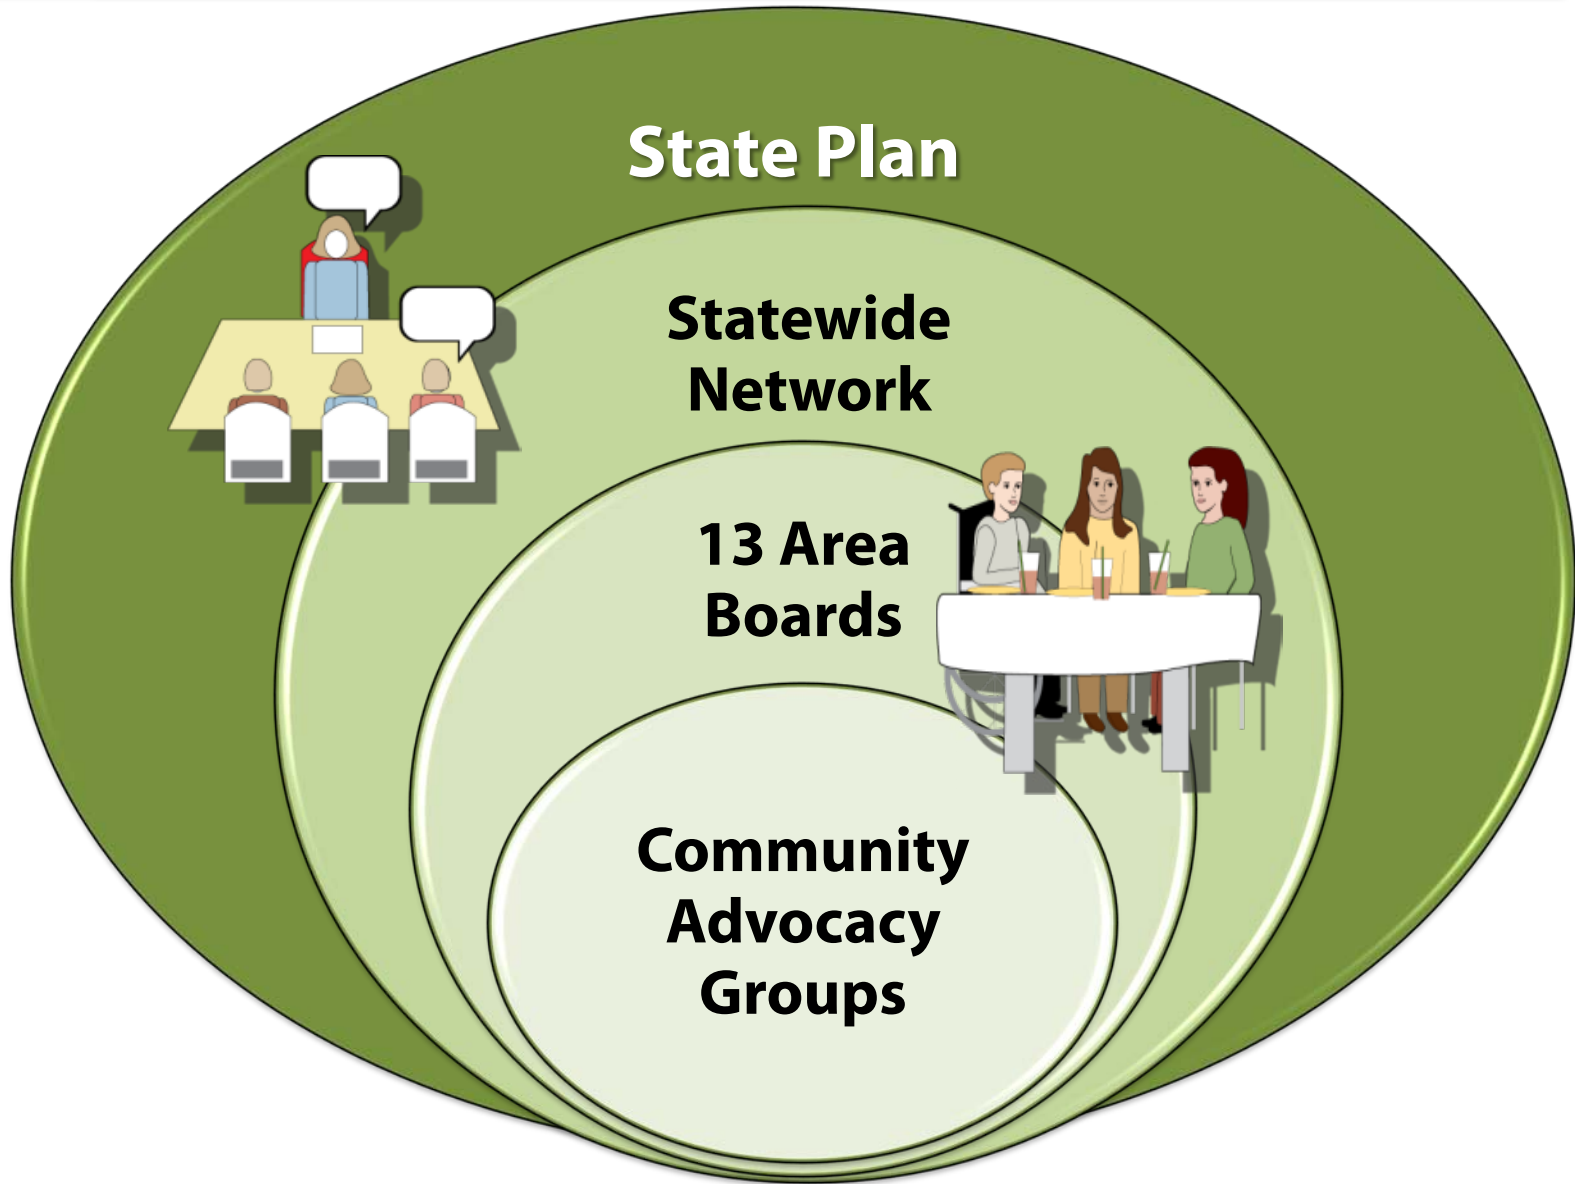 State Plan
Statewide
Network
13 Area
Boards
Community
Advocacy
Groups